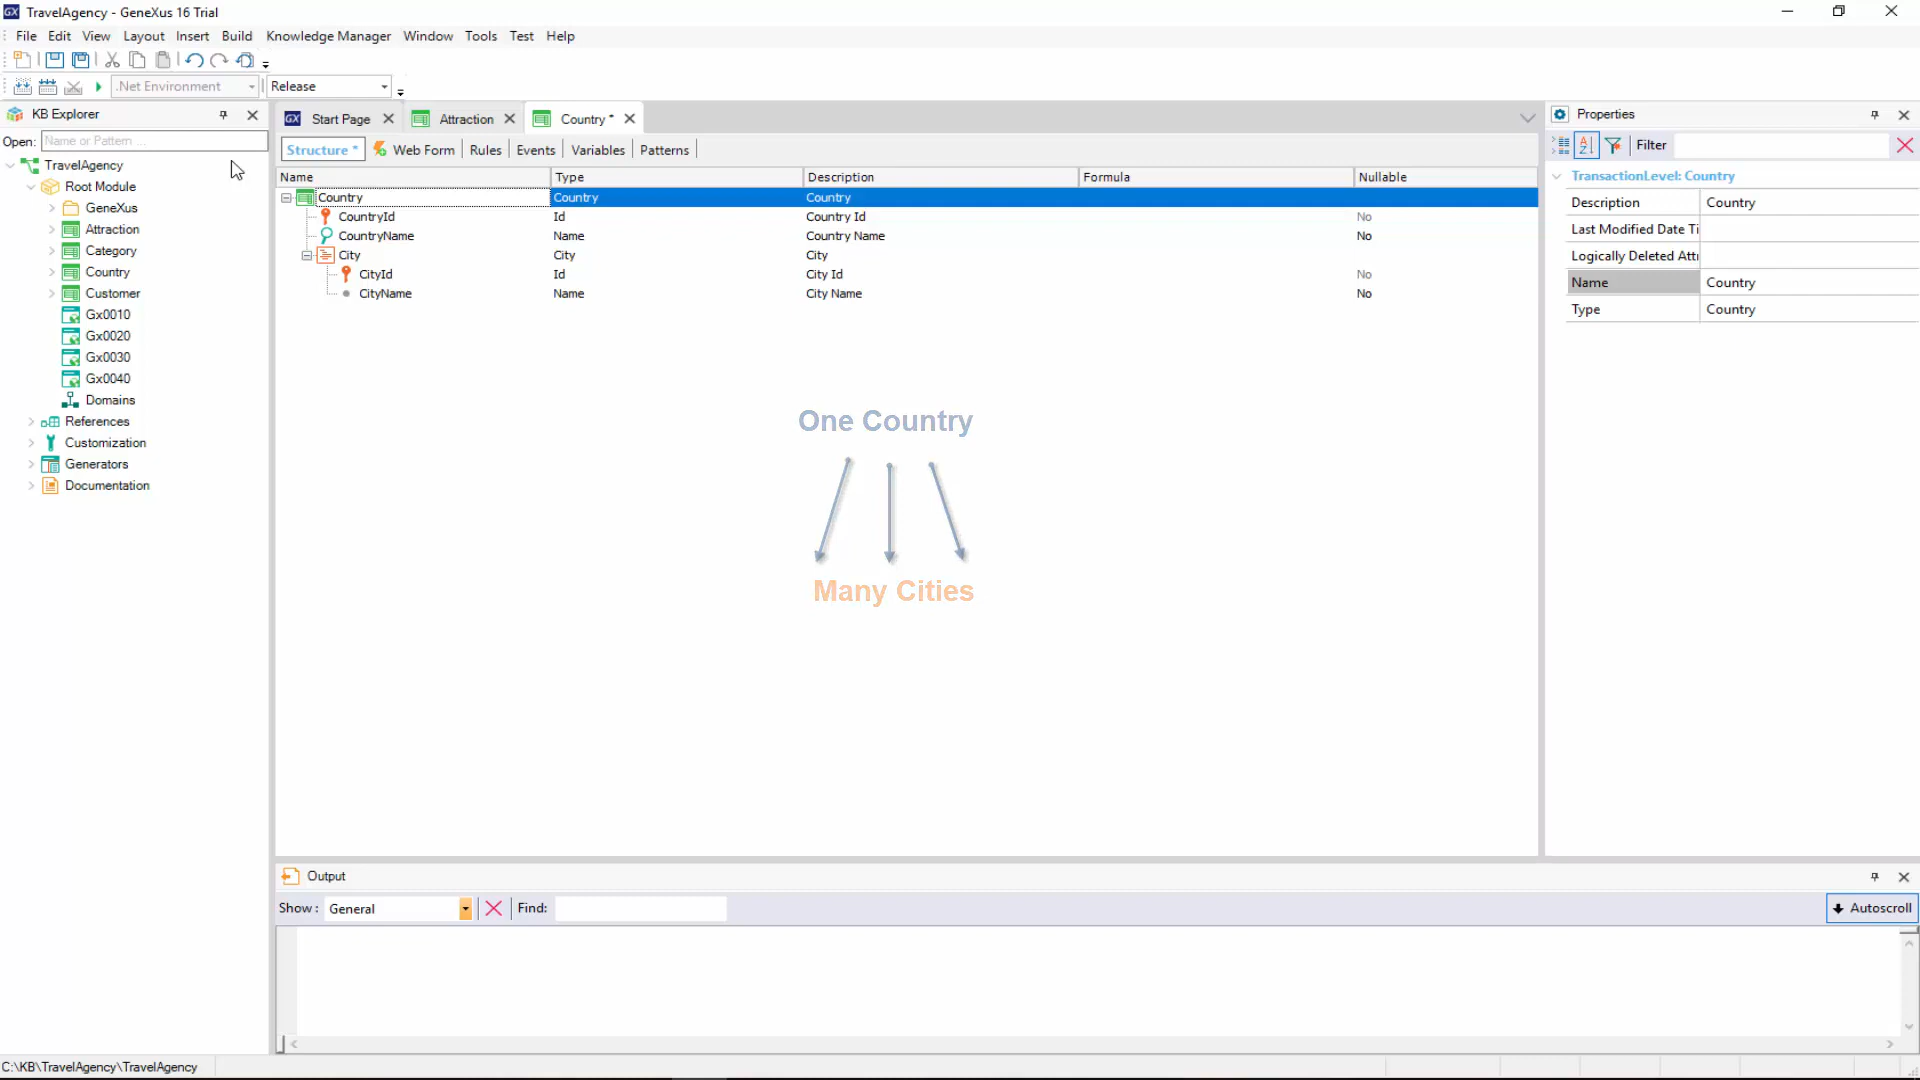 TravelAgency - GeneXus 16 Trial
File Edit View Layout Insert Build Knowledge Manager Window Tools Test Help
.Net Environment Release
KB Explorer
Open: Name or Pattern ...
TravelAgency
Root Module
GeneXus
Attraction
Category
Country
Customer
Gx0010
Gx0020
Gx0030
Gx0040
Domains
References
Customization
Generators
Documentation
Start Page Attraction Country *
Structure * Web Form Rules Events Variables Patterns
Name Type Description Formula Nullable
Country Country Country
CountryId Id Country Id No
CountryName Name Country Name No
City City City
CityId Id City Id No
CityName Name City Name No
One Country
Many Cities
Properties
Filter
TransactionLevel: Country
Description Country
Last Modified Date Ti
Logically Deleted Attr
Name Country
Type Country
Output
Show : General Find:
Autoscroll
C:\KB\TravelAgency\TravelAgency